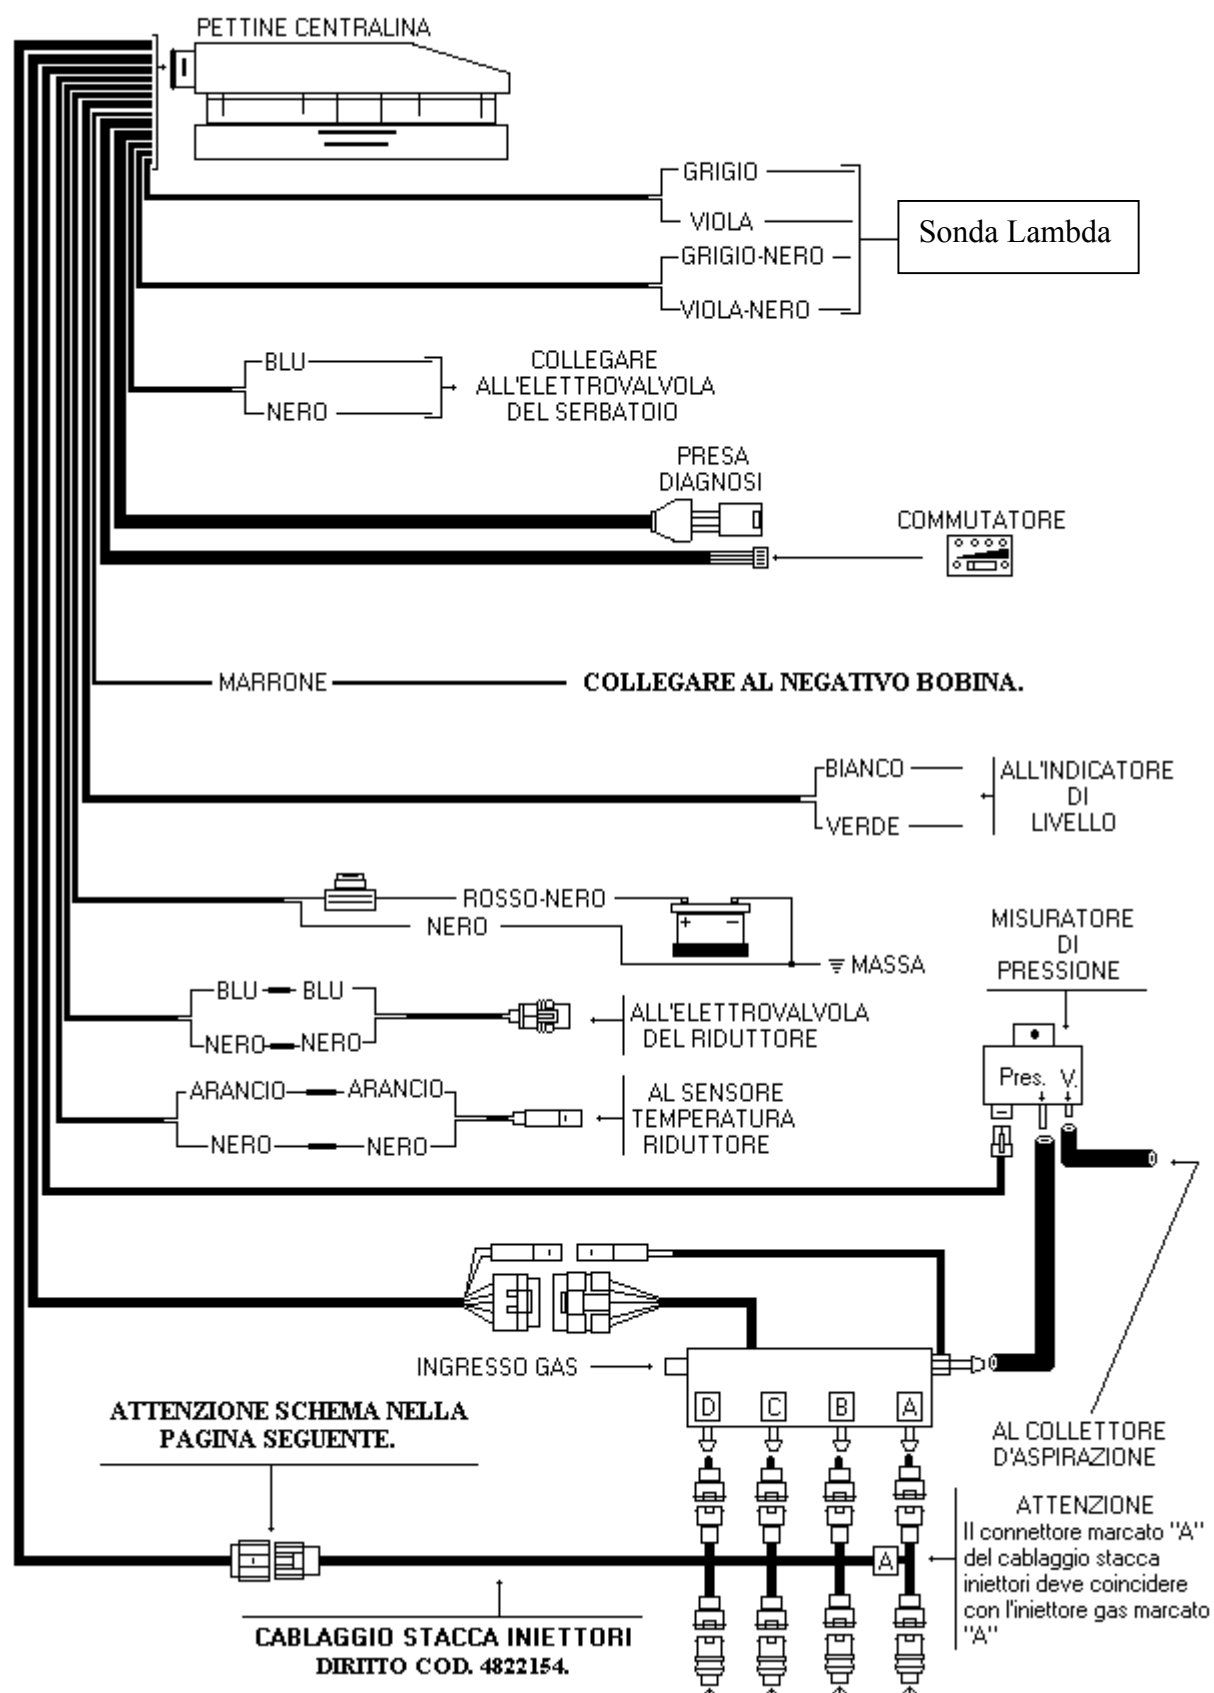 PETTINE CENTRALINA
GRIGIO
VIOLA
GRIGIO-NERO
VIOLA-NERO
Sonda Lambda
BLU
NERO
COLLEGARE
ALL'ELETTROVALVOLA
DEL SERBATOIO
PRESA
DIAGNOSI
COMMUTATORE
MARRONE
COLLEGARE AL NEGATIVO BOBINA.
BIANCO
VERDE
ALL'INDICATORE
DI
LIVELLO
ROSSO-NERO
NERO
+ −
MASSA
MISURATORE
DI
PRESSIONE
BLU BLU
NERO NERO
ALL'ELETTROVALVOLA
DEL RIDUTTORE
Pres. V.
ARANCIO ARANCIO
NERO NERO
AL SENSORE
TEMPERATURA
RIDUTTORE
INGRESSO GAS
D C B A
AL COLLETTORE
D'ASPIRAZIONE
ATTENZIONE SCHEMA NELLA
PAGINA SEGUENTE.
A
ATTENZIONE
Il connettore marcato "A"
del cablaggio stacca
iniettori deve coincidere
con l'iniettore gas marcato
"A"
CABLAGGIO STACCA INIETTORI
DIRITTO COD. 4822154.